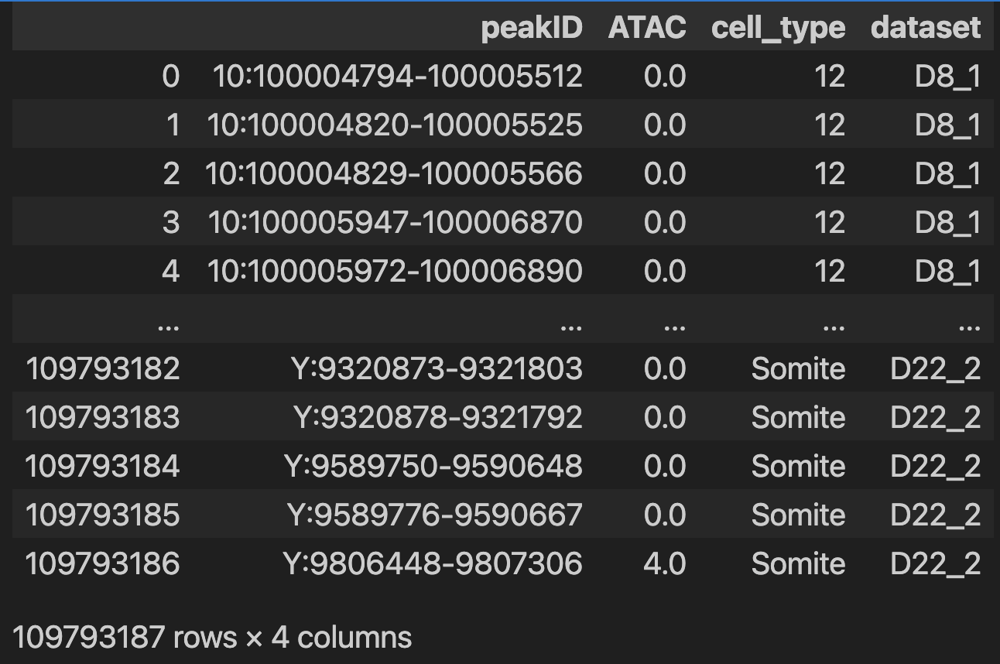 peakID ATAC cell_type dataset
0 10:100004794-100005512 0.0 12 D8_1
1 10:100004820-100005525 0.0 12 D8_1
2 10:100004829-100005566 0.0 12 D8_1
3 10:100005947-100006870 0.0 12 D8_1
4 10:100005972-100006890 0.0 12 D8_1
... ... ... ... ...
109793182 Y:9320873-9321803 0.0 Somite D22_2
109793183 Y:9320878-9321792 0.0 Somite D22_2
109793184 Y:9589750-9590648 0.0 Somite D22_2
109793185 Y:9589776-9590667 0.0 Somite D22_2
109793186 Y:9806448-9807306 4.0 Somite D22_2
109793187 rows × 4 columns